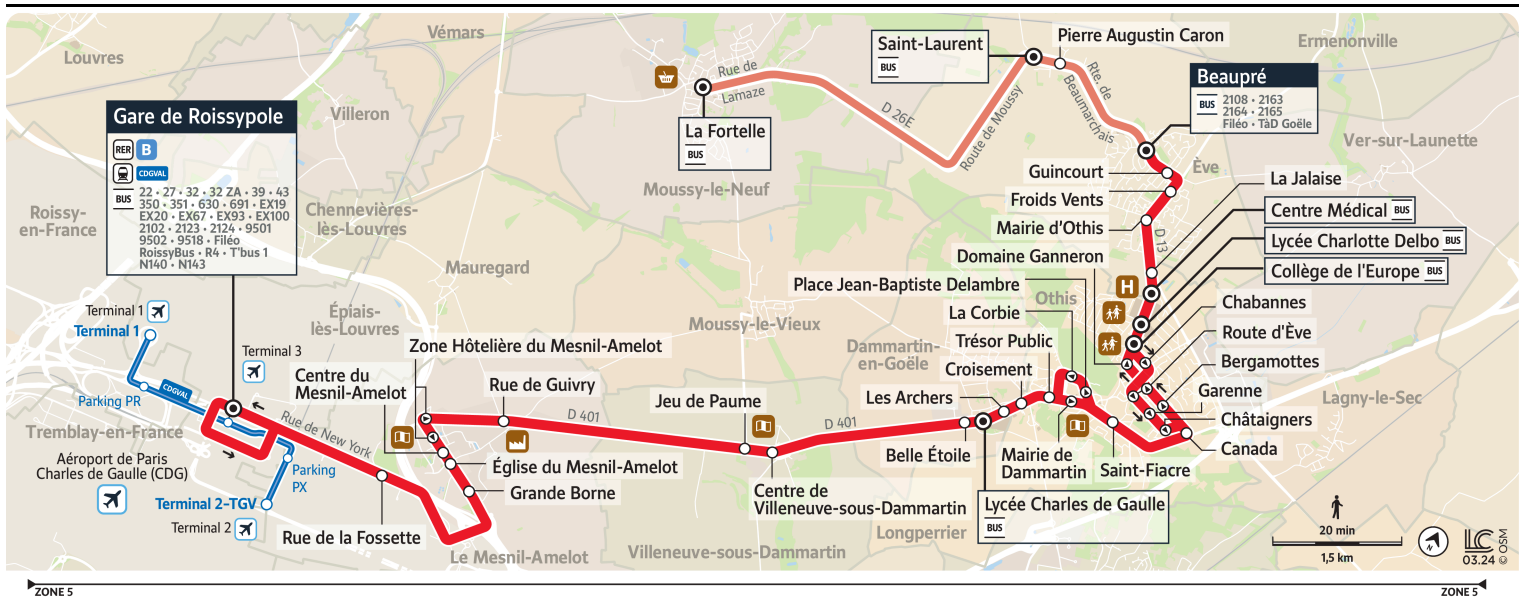 Louvres
Vémars
Villeron
Roissy-
en-France
Chennevières-
lès-Louvres
Mauregard
Épiais-
lès-Louvres
Tremblay-en-France
Le Mesnil-Amelot
Moussy-le-Neuf
Moussy-le-Vieux
Villeneuve-sous-Dammartin
Longperrier
Dammartin-
en-Goële
Othis
Ève
Ermenonville
Ver-sur-Launette
Lagny-le-Sec
Gare de Roissypole
RER B
CDGVAL
BUS
22 • 27 • 32 • 32 ZA • 39 • 43
350 • 351 • 630 • 691 • EX19
EX20 • EX67 • EX93 • EX100
2102 • 2123 • 2124 • 9501
9502 • 9518 • Filéo
RoissyBus • R4 • T'bus 1
N140 • N143
Terminal 1
Terminal 1
Terminal 3
CDGVAL
Parking PR
Aéroport de Paris
Charles de Gaulle (CDG)
Parking
PX
Terminal 2-TGV
Terminal 2
Rue de New York
Rue de la Fossette
Zone Hôtelière du Mesnil-Amelot
Centre du
Mesnil-Amelot
Église du Mesnil-Amelot
Grande Borne
Rue de Guivry
D 401
Jeu de Paume
Centre de
Villeneuve-sous-Dammartin
D 401
Belle Étoile
Lycée Charles de Gaulle
BUS
Les Archers
Croisement
Trésor Public
La Corbie
Place Jean-Baptiste Delambre
Domaine Ganneron
Mairie de
Dammartin
Saint-Fiacre
Canada
Châtaigners
Garenne
Bergamottes
Route d'Ève
Chabannes
Collège de l'Europe BUS
Lycée Charlotte Delbo BUS
Centre Médical BUS
La Jalaise
H
D 13
Mairie d'Othis
Froids Vents
Guincourt
Beaupré
BUS
2108 • 2163
2164 • 2165
Filéo • TàD Goële
Rte. de
Beaumarchais
Pierre Augustin Caron
Saint-Laurent
BUS
Route de Moussy
D 26E
Rue de
Lamaze
La Fortelle
BUS
20 min
1,5 km
N
LC
03.24
© OSM
ZONE 5
ZONE 5